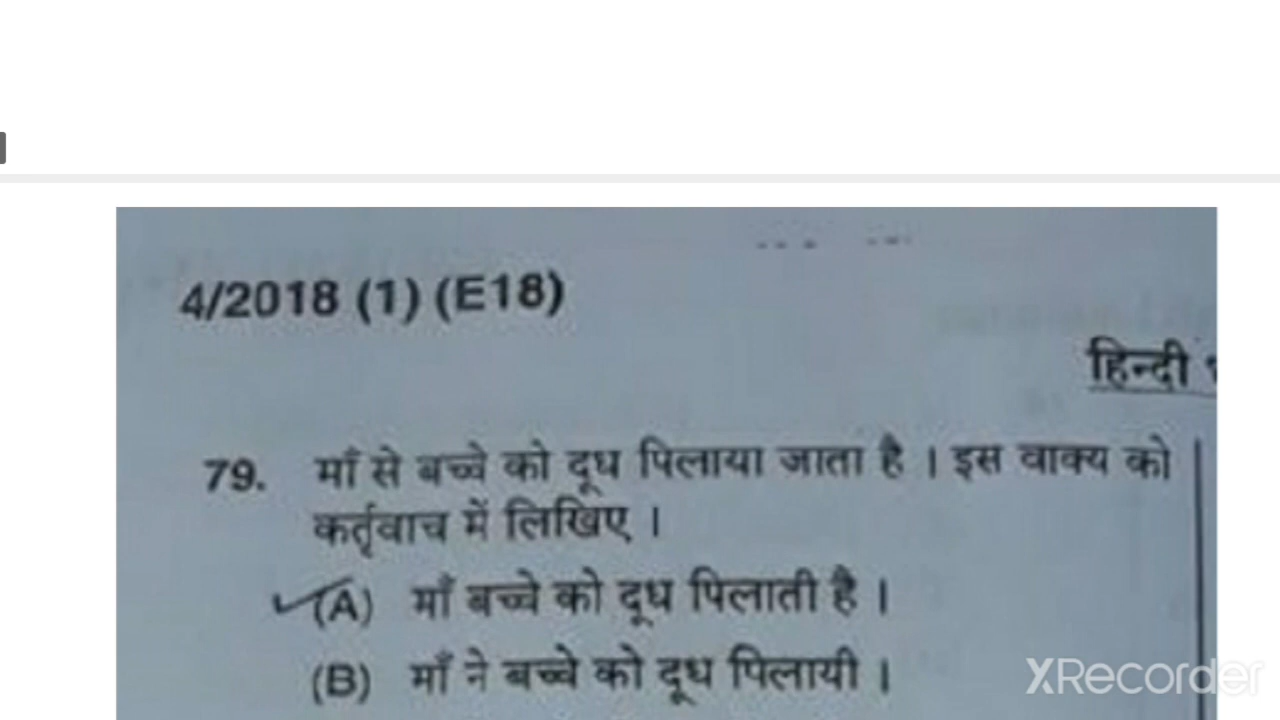 4/2018 (1) (E18)
हिन्दी
79. माँ से बच्चे को दूध पिलाया जाता है । इस वाक्य को
कर्तृवाच में लिखिए ।
(A) माँ बच्चे को दूध पिलाती है ।
(B) माँ ने बच्चे को दूध पिलायी ।
XRecorder